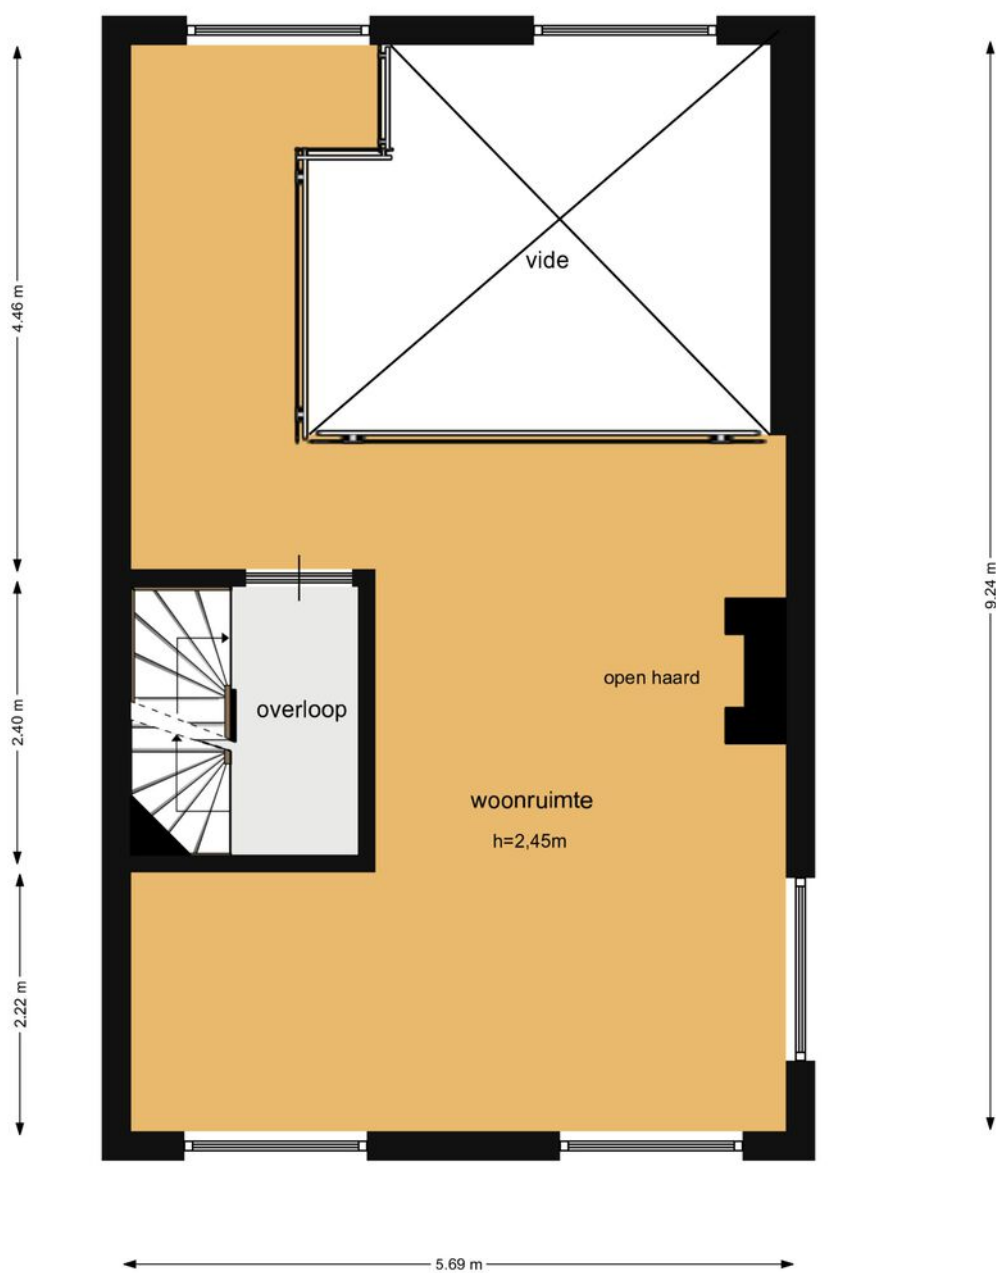 4.46 m
vide
9.24 m
open haard
2.40 m
overloop
woonruimte
h=2,45m
2.22 m
5.69 m